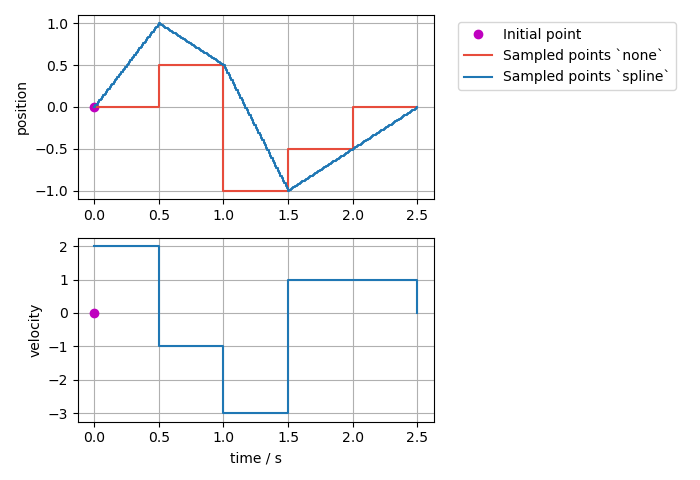 1.0
0.5
0.0
−0.5
−1.0
position
0.0 0.5 1.0 1.5 2.0 2.5
Initial point
Sampled points `none`
Sampled points `spline`
2
1
0
−1
−2
−3
velocity
0.0 0.5 1.0 1.5 2.0 2.5
time / s